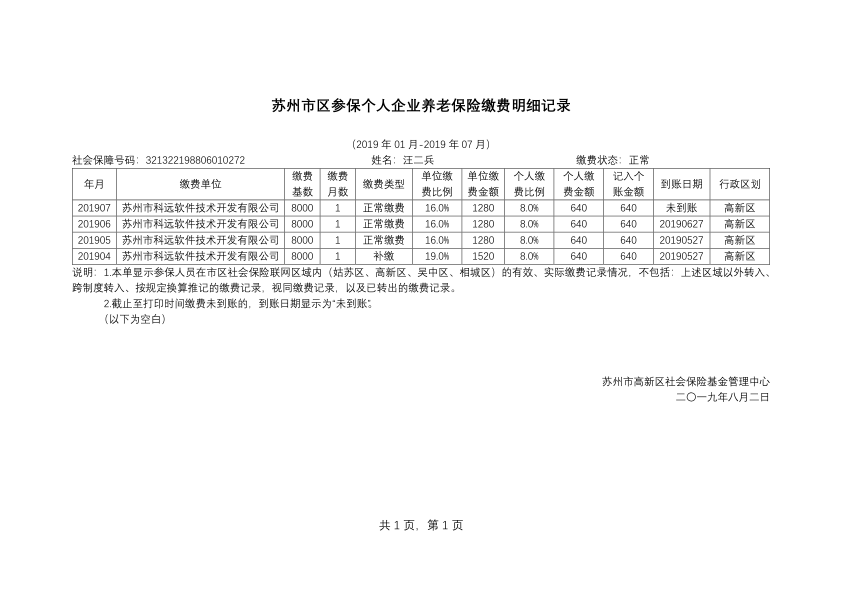 苏州市区参保个人企业养老保险缴费明细记录
（2019 年 01 月-2019 年 07 月）
社会保障号码：321322198806010272 姓名：汪二兵 缴费状态：正常
年月 缴费单位 缴费基数 缴费月数 缴费类型 单位缴费比例 单位缴费金额 个人缴费比例 个人缴费金额 记入个账金额 到账日期 行政区划
201907 苏州市科远软件技术开发有限公司 8000 1 正常缴费 16.0% 1280 8.0% 640 640 未到账 高新区
201906 苏州市科远软件技术开发有限公司 8000 1 正常缴费 16.0% 1280 8.0% 640 640 20190627 高新区
201905 苏州市科远软件技术开发有限公司 8000 1 正常缴费 16.0% 1280 8.0% 640 640 20190527 高新区
201904 苏州市科远软件技术开发有限公司 8000 1 补缴 19.0% 1520 8.0% 640 640 20190527 高新区
说明：1.本单显示参保人员在市区社会保险联网区域内（姑苏区、高新区、吴中区、相城区）的有效、实际缴费记录情况，不包括：上述区域以外转入、
跨制度转入、按规定换算推记的缴费记录，视同缴费记录，以及已转出的缴费记录。
2.截止至打印时间缴费未到账的，到账日期显示为“未到账”。
（以下为空白）
苏州市高新区社会保险基金管理中心
二〇一九年八月二日
共 1 页，第 1 页